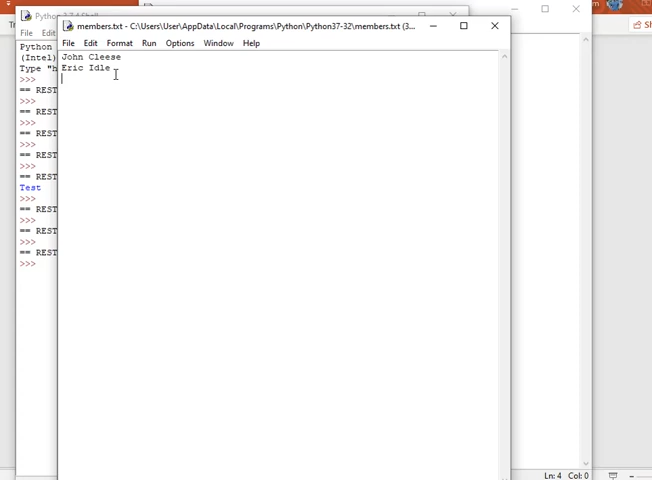 Python 3.7.4 Shell
members.txt - C:\Users\User\AppData\Local\Programs\Python\Python37-32\members.txt (3...
File Edit
File Edit Format Run Options Window Help
Python
(Intel)
Type "h
>>>
== REST
>>>
== REST
>>>
== REST
>>>
== REST
>>>
== REST
Test
>>>
== REST
>>>
== REST
>>>
== REST
>>>
John Cleese
Eric Idle
Ln: 4 Col: 0